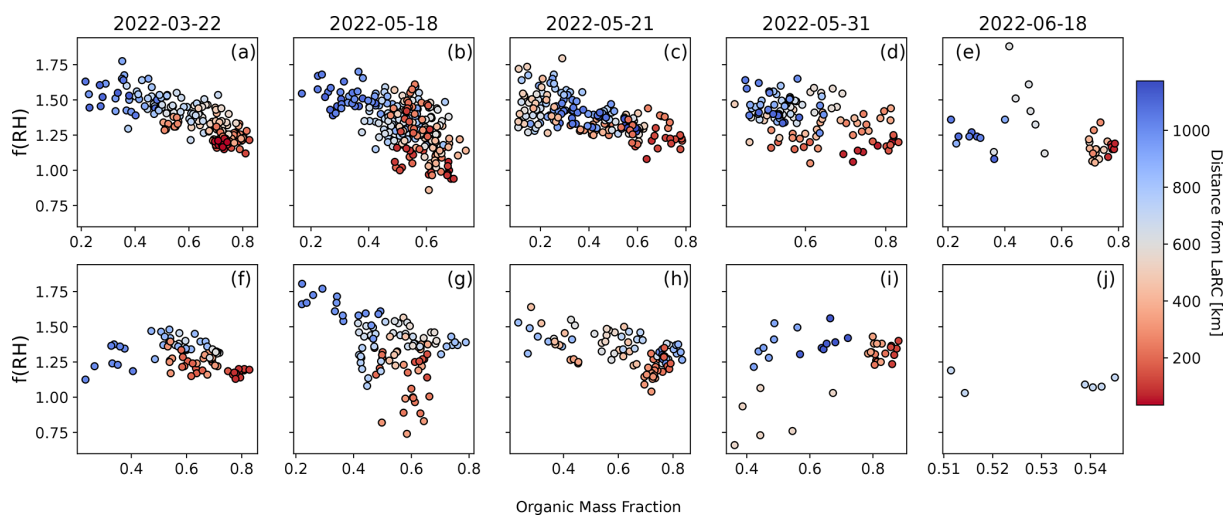 2022-03-22 2022-05-18 2022-05-21 2022-05-31 2022-06-18
(a) (b) (c) (d) (e)
f(RH)
1.75
1.50
1.25
1.00
0.75
0.2 0.4 0.6 0.8 0.2 0.4 0.6 0.2 0.4 0.6 0.8 0.6 0.8 0.2 0.4 0.6 0.8
(f) (g) (h) (i) (j)
f(RH)
1.75
1.50
1.25
1.00
0.75
0.2 0.4 0.6 0.8 0.2 0.4 0.6 0.8 0.4 0.6 0.8 0.4 0.6 0.8 0.51 0.52 0.53 0.54
Organic Mass Fraction
1000
800
600
400
200
Distance from LaRC [km]